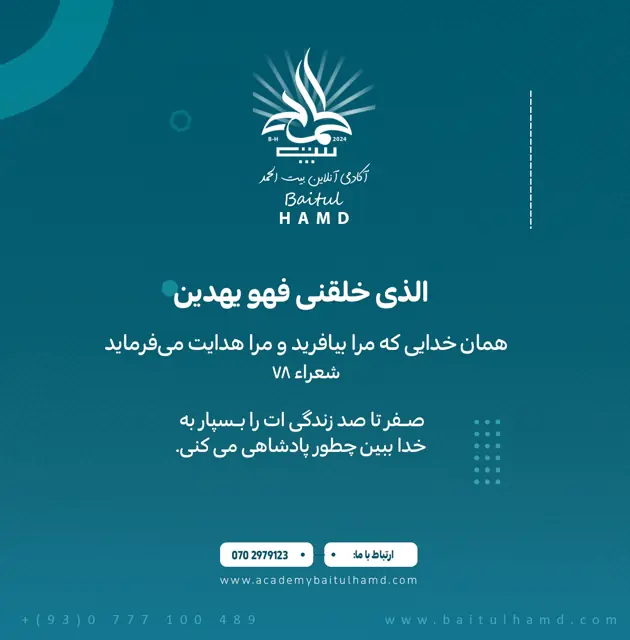 B-H 2024
آکادمی آنلاین بیت الحمد
Baitul
HAMD
الذی خلقنی فهو یهدین
همان خدایی که مرا بیافرید و مرا هدایت می‌فرماید
شعراء ۷۸
صـفر تا صد زندگی ات را بـسپار به
خدا ببین چطور پادشاهی می کنی.
ارتباط با ما:
070 2979123
www.academybaitulhamd.com
+(93)0 777 100 489
www.baitulhamd.com